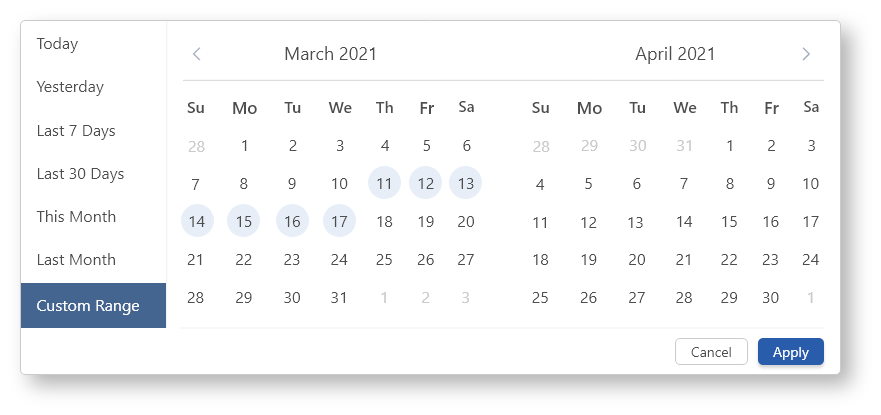 Today
Yesterday
Last 7 Days
Last 30 Days
This Month
Last Month
Custom Range
March 2021
Su Mo Tu We Th Fr Sa
28 1 2 3 4 5 6
7 8 9 10 11 12 13
14 15 16 17 18 19 20
21 22 23 24 25 26 27
28 29 30 31 1 2 3
April 2021
Su Mo Tu We Th Fr Sa
28 29 30 31 1 2 3
4 5 6 7 8 9 10
11 12 13 14 15 16 17
18 19 20 21 22 23 24
25 26 27 28 29 30 1
Cancel Apply